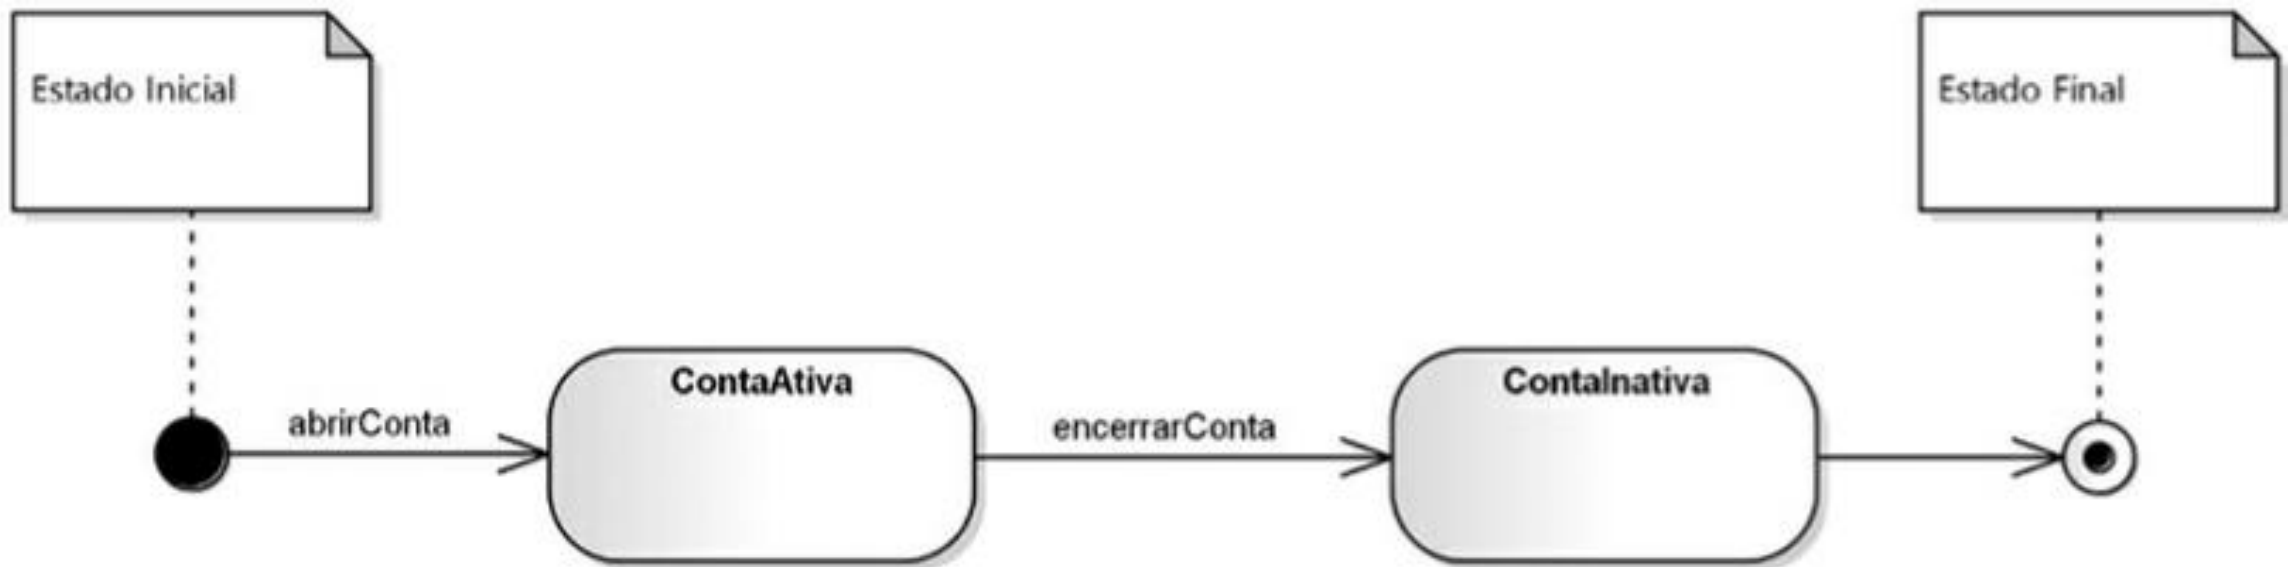 Estado Inicial
Estado Final
abrirConta
ContaAtiva
encerrarConta
ContaInativa